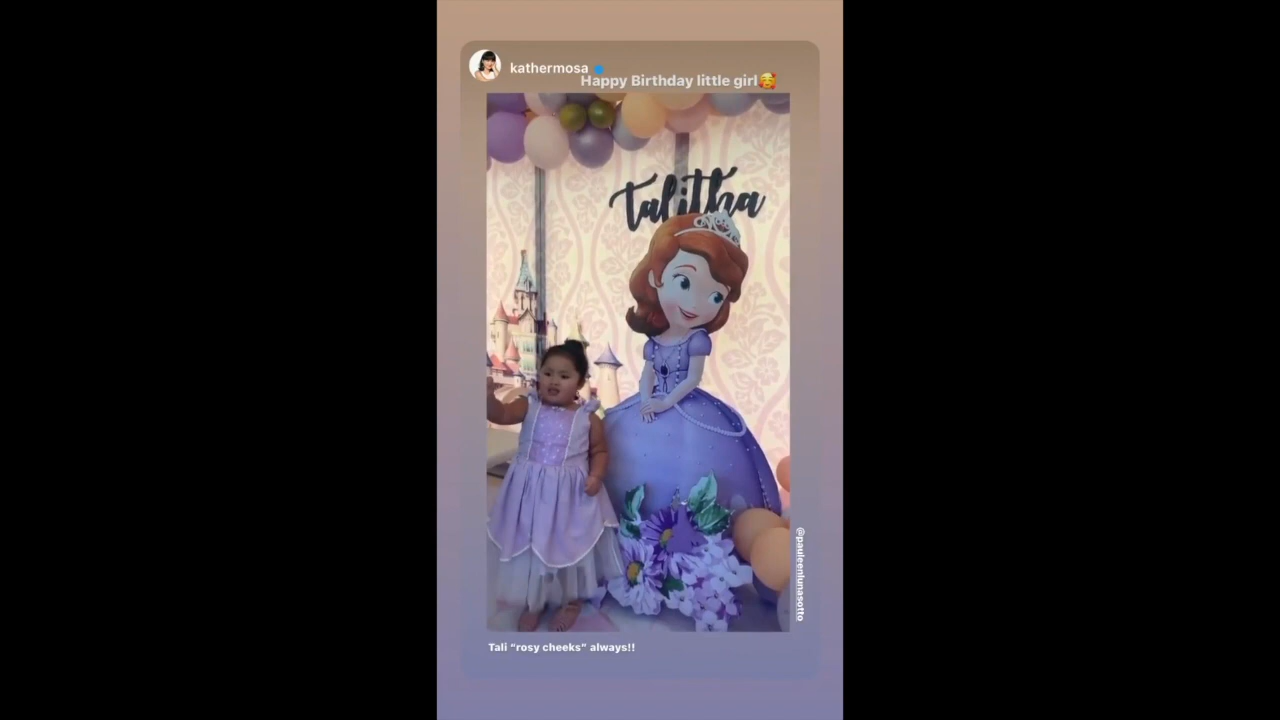 kathermosa
Happy Birthday little girl🥰
Talitha
@pauleenlunasotto
Tali “rosy cheeks” always!!